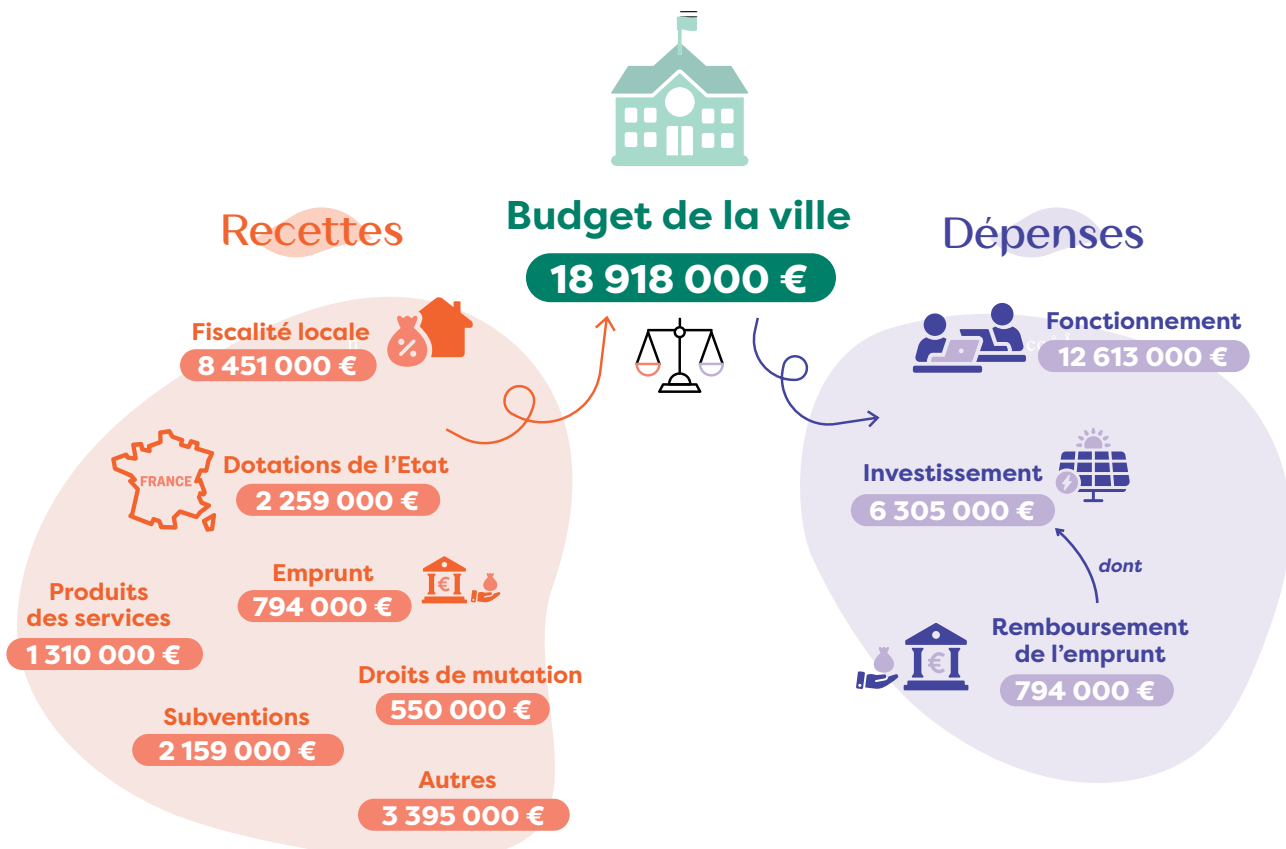 Budget de la ville
18 918 000 €
Recettes
Fiscalité locale
8 451 000 €
FRANCE
Dotations de l'Etat
2 259 000 €
Emprunt
794 000 €
€
Produits
des services
1 310 000 €
Droits de mutation
550 000 €
Subventions
2 159 000 €
Autres
3 395 000 €
Dépenses
Fonctionnement
12 613 000 €
Investissement
6 305 000 €
dont
Remboursement
de l'emprunt
794 000 €
€